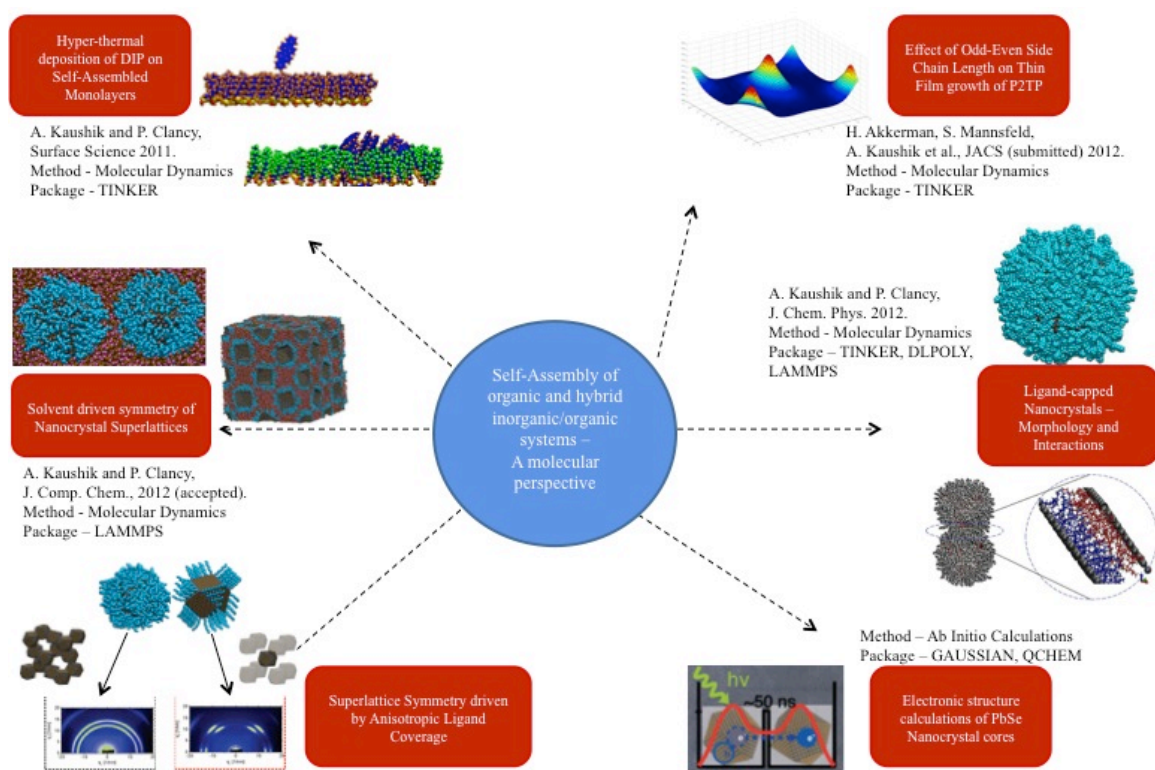 Hyper-thermal
deposition of DIP on
Self-Assembled
Monolayers
A. Kaushik and P. Clancy,
Surface Science 2011.
Method - Molecular Dynamics
Package - TINKER
Effect of Odd-Even Side
Chain Length on Thin
Film growth of P2TP
H. Akkerman, S. Mannsfeld,
A. Kaushik et al., JACS (submitted) 2012.
Method - Molecular Dynamics
Package - TINKER
Solvent driven symmetry of
Nanocrystal Superlattices
A. Kaushik and P. Clancy,
J. Comp. Chem., 2012 (accepted).
Method - Molecular Dynamics
Package – LAMMPS
Self-Assembly of
organic and hybrid
inorganic/organic
systems –
A molecular
perspective
A. Kaushik and P. Clancy,
J. Chem. Phys. 2012.
Method - Molecular Dynamics
Package – TINKER, DLPOLY,
LAMMPS
Ligand-capped
Nanocrystals –
Morphology and
Interactions
Superlattice Symmetry driven
by Anisotropic Ligand
Coverage
Method – Ab Initio Calculations
Package – GAUSSIAN, QCHEM
hν
~50 ns
Electronic structure
calculations of PbSe
Nanocrystal cores